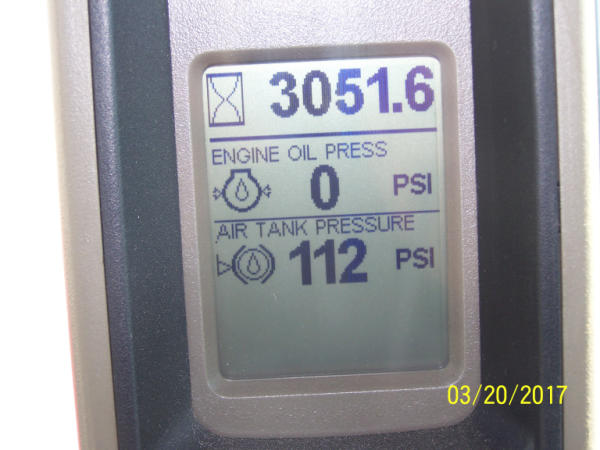 3051.6
ENGINE OIL PRESS
0 PSI
AIR TANK PRESSURE
112 PSI
03/20/2017